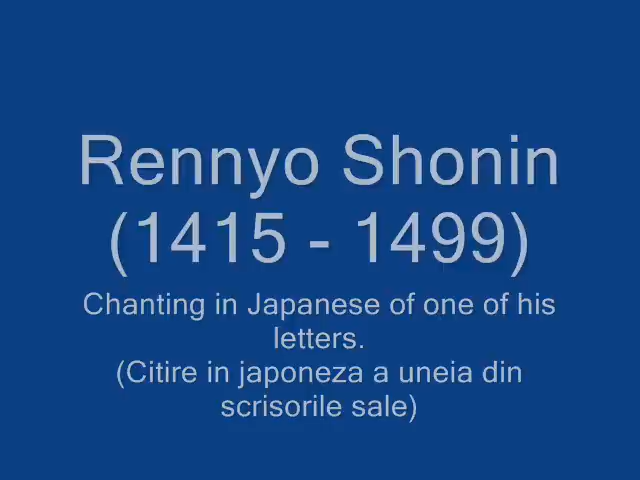 Rennyo Shonin
(1415 - 1499)
Chanting in Japanese of one of his
letters.
(Citire in japoneza a uneia din
scrisorile sale)